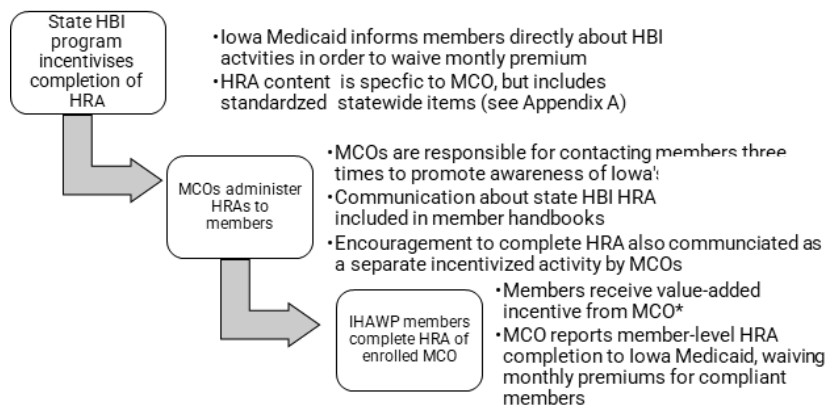 State HBI
program
incentivises
completion of
HRA
•Iowa Medicaid informs members directly about HBI
actvities in order to waive montly premium
•HRA content is specfic to MCO, but includes
standardzed statewide items (see Appendix A)
MCOs administer
HRAs to
members
•MCOs are responsible for contacting members three
times to promote awareness of Iowa's
•Communication about state HBI HRA
included in member handbooks
•Encouragement to complete HRA also communciated as
a separate incentivized activity by MCOs
IHAWP members
complete HRA of
enrolled MCO
•Members receive value-added
incentive from MCO*
•MCO reports member-level HRA
completion to Iowa Medicaid, waiving
monthly premiums for compliant
members